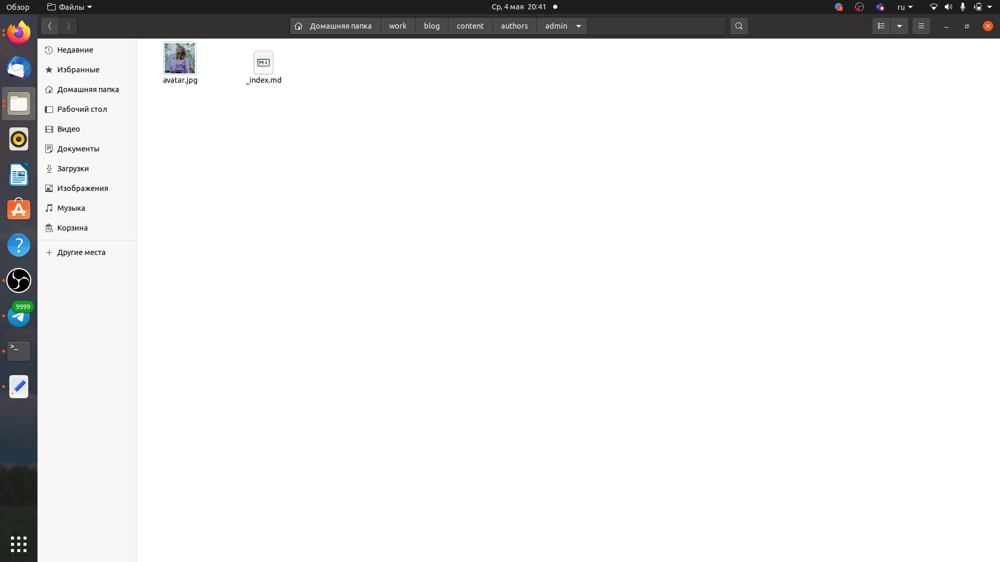 Обзор
Файлы
Ср, 4 мая 20:41
ru
Домашняя папка
work
blog
content
authors
admin
Недавние
Избранные
Домашняя папка
Рабочий стол
Видео
Документы
Загрузки
Изображения
Музыка
Корзина
Другие места
avatar.jpg
_index.md
9999